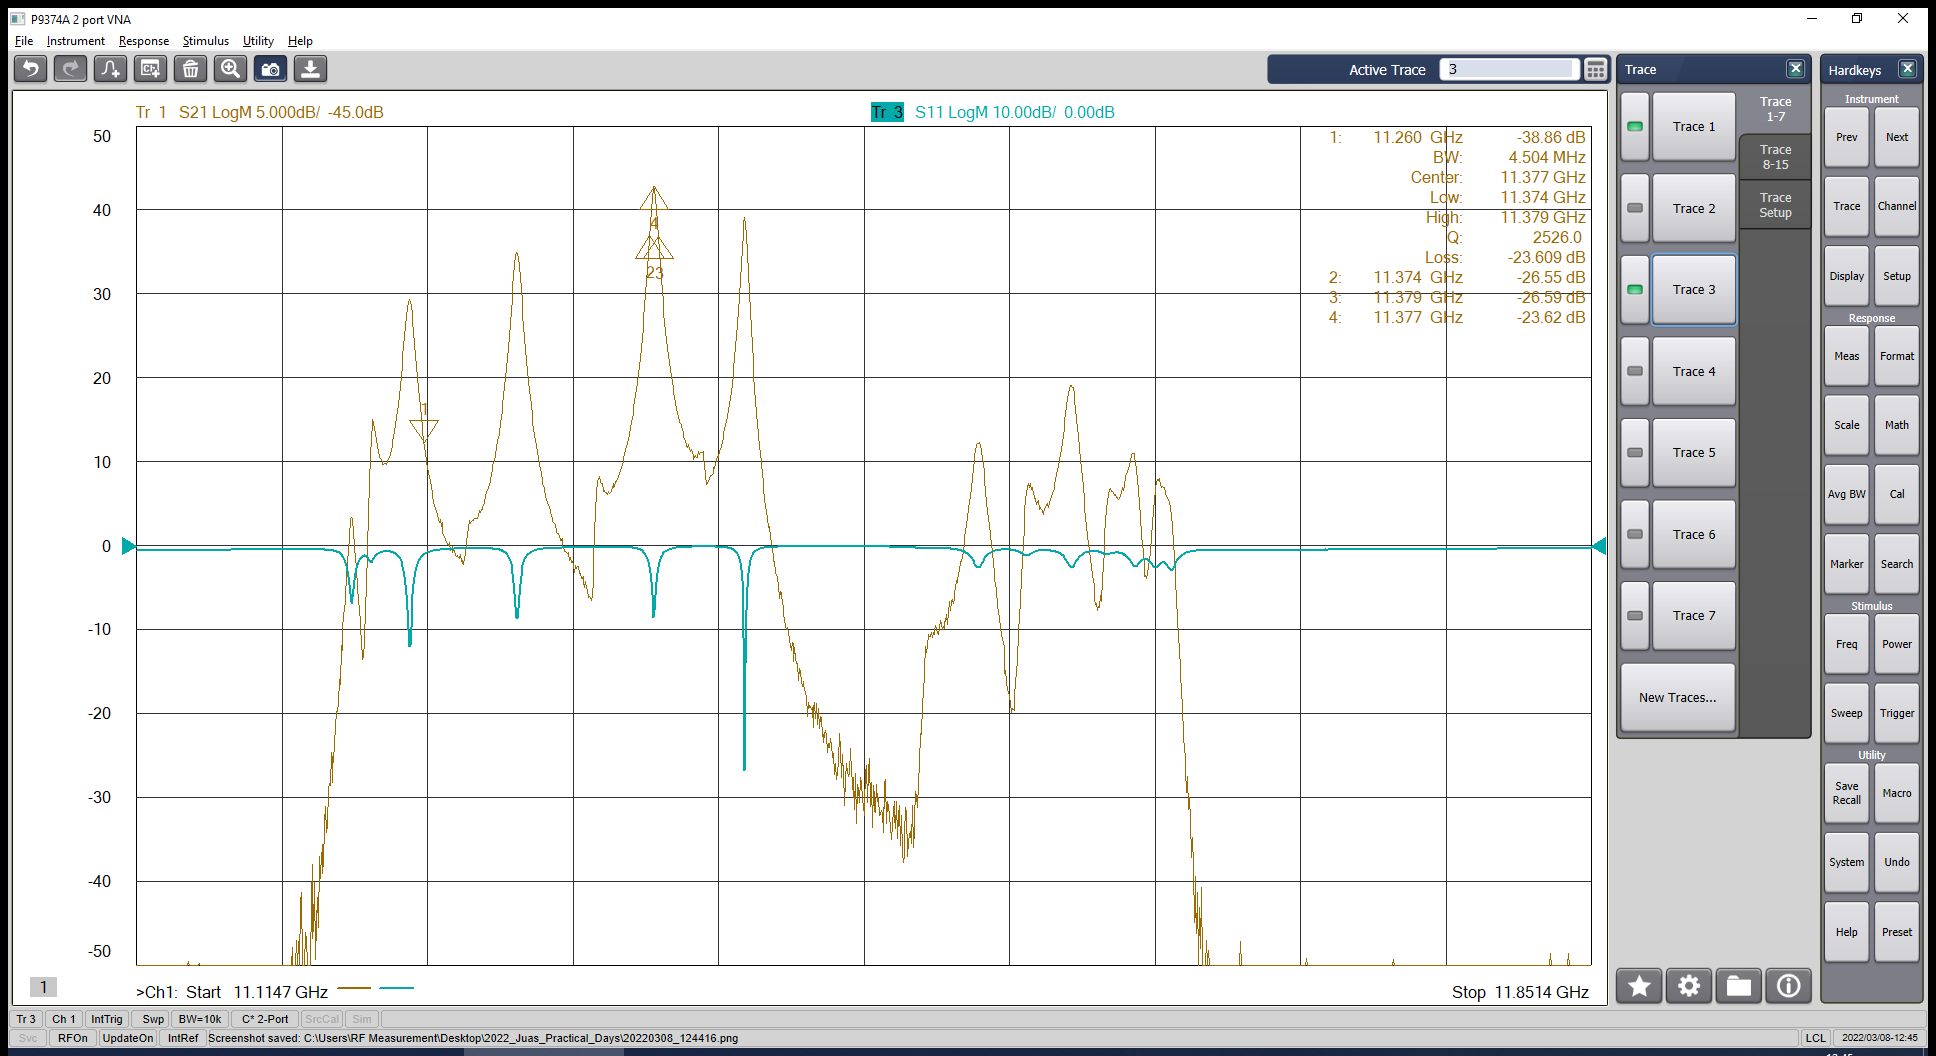 P9374A 2 port VNA
File Instrument Response Stimulus Utility Help
Active Trace 3
Tr 1 S21 LogM 5.000dB/ -45.0dB
Tr 3 S11 LogM 10.00dB/ 0.00dB
50
40
30
20
10
0
-10
-20
-30
-40
-50
1: 11.260 GHz -38.86 dB
BW: 4.504 MHz
Center: 11.377 GHz
Low: 11.374 GHz
High: 11.379 GHz
Q: 2526.0
Loss: -23.609 dB
2: 11.374 GHz -26.55 dB
3: 11.379 GHz -26.59 dB
4: 11.377 GHz -23.62 dB
1
4
23
1
>Ch1: Start 11.1147 GHz
Stop 11.8514 GHz
Trace
Trace 1
Trace 2
Trace 3
Trace 4
Trace 5
Trace 6
Trace 7
New Traces...
Trace
1-7
Trace
8-15
Trace
Setup
Hardkeys
Instrument
Prev Next
Trace Channel
Display Setup
Response
Meas Format
Scale Math
Avg BW Cal
Marker Search
Stimulus
Freq Power
Sweep Trigger
Utility
Save
Recall
Macro
System Undo
Help Preset
Tr 3 Ch 1 IntTrig Swp BW=10k C* 2-Port SrcCal Sim
Svc RFOn UpdateOn IntRef Screenshot saved: C:\Users\RF Measurement\Desktop\2022_Juas_Practical_Days\20220308_124416.png LCL 2022/03/08-12:45